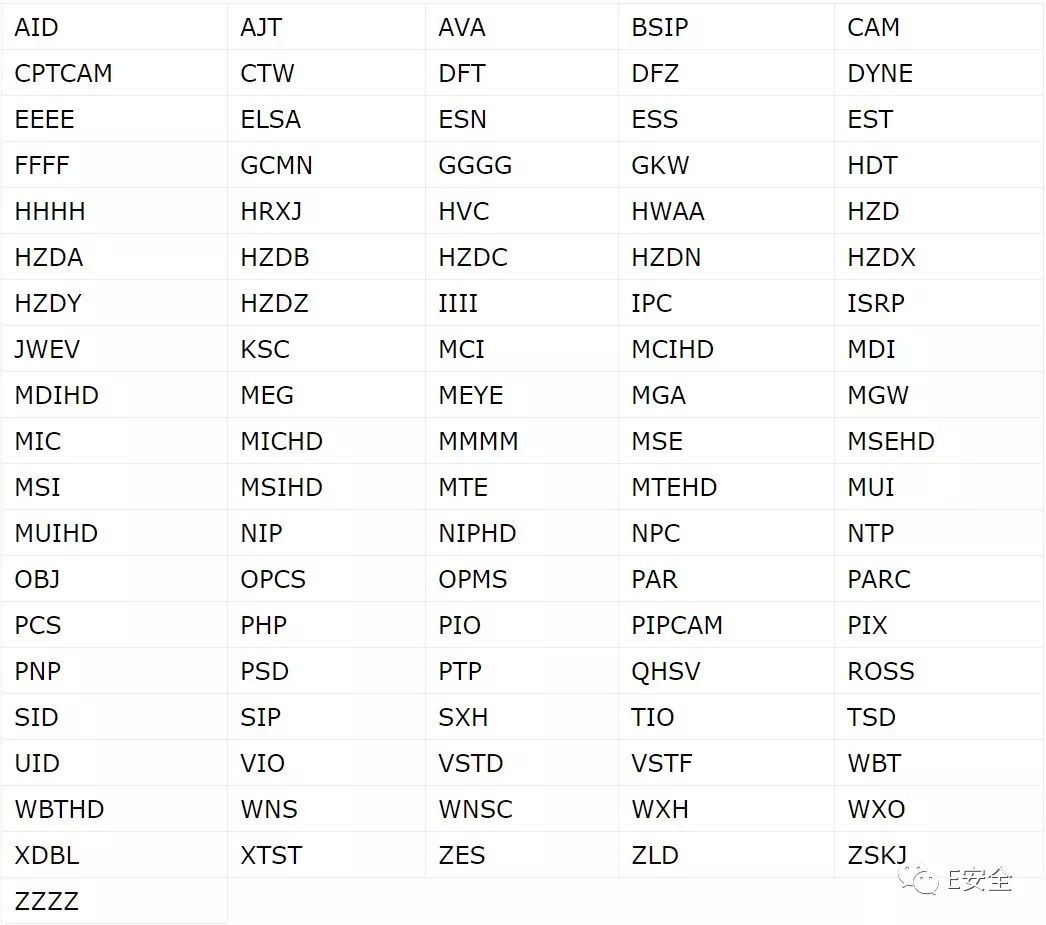 AID AJT AVA BSIP CAM
CPTCAM CTW DFT DFZ DYNE
EEEE ELSA ESN ESS EST
FFFF GCMN GGGG GKW HDT
HHHH HRXJ HVC HWAA HZD
HZDA HZDB HZDC HZDN HZDX
HZDY HZDZ IIII IPC ISRP
JWEV KSC MCI MCIHD MDI
MDIHD MEG MEYE MGA MGW
MIC MICHD MMMM MSE MSEHD
MSI MSIHD MTE MTEHD MUI
MUIHD NIP NIPHD NPC NTP
OBJ OPCS OPMS PAR PARC
PCS PHP PIO PIPCAM PIX
PNP PSD PTP QHSV ROSS
SID SIP SXH TIO TSD
UID VIO VSTD VSTF WBT
WBTHD WNS WNSC WXH WXO
XDBL XTST ZES ZLD ZSKJ
E安全
ZZZZ